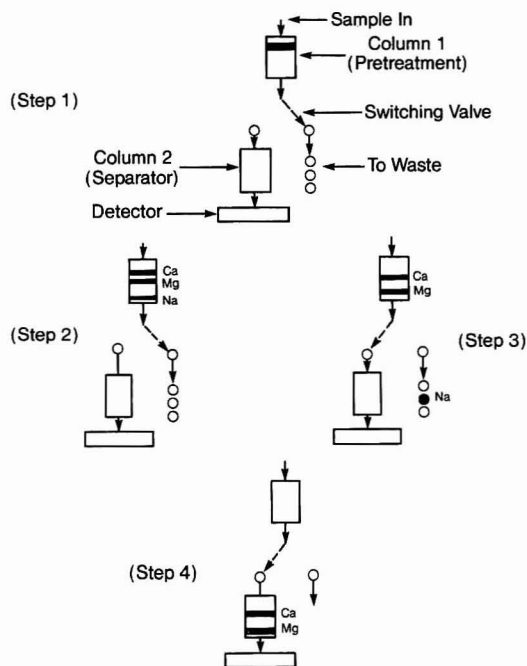 Sample In
Column 1
(Pretreatment)
(Step 1)
Switching Valve
Column 2
(Separator)
To Waste
Detector
Ca
Mg
Na
(Step 2)
Ca
Mg
(Step 3)
Na
(Step 4)
Ca
Mg